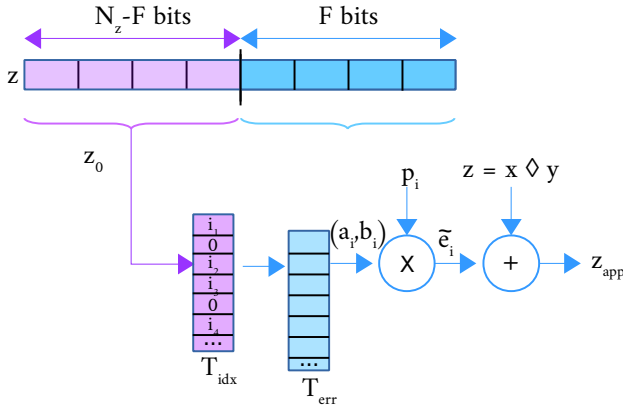 N_z-F bits
F bits
z
z_0
p_i
z = x ◊ y
(a_i,b_i)
ẽ_i
i_1
0
i_2
i_3
0
i_4
...
...
X
+
z_app
T_idx
T_err